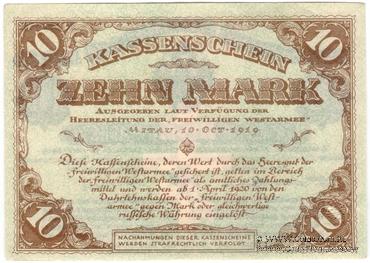 10 10
KASSENSCHEIN
ZEHN MARK
AUSGEGEBEN LAUT VERFÜGUNG DER
HEERESLEITUNG DER „FREIWILLIGEN WESTARMEE"
MITAU, 10·OCT·1919
Diese Kassenscheine, deren Wert durch das Heeresgut der
„freiwilligen Westarmee" gesichert ist, gelten im Bereich
der „freiwilligen Westarmee" als amtliches Zahlungs-
mittel und werden ab 1·April 1920 von den
Darlehenskassen der „freiwilligen West-
armee" gegen Mark oder gleichwertige
russische Währung eingelöst
10 10
NACHAHMUNGEN DIESER KASSENSCHEINE
WERDEN STRAFRECHTLICH VERFOLGT